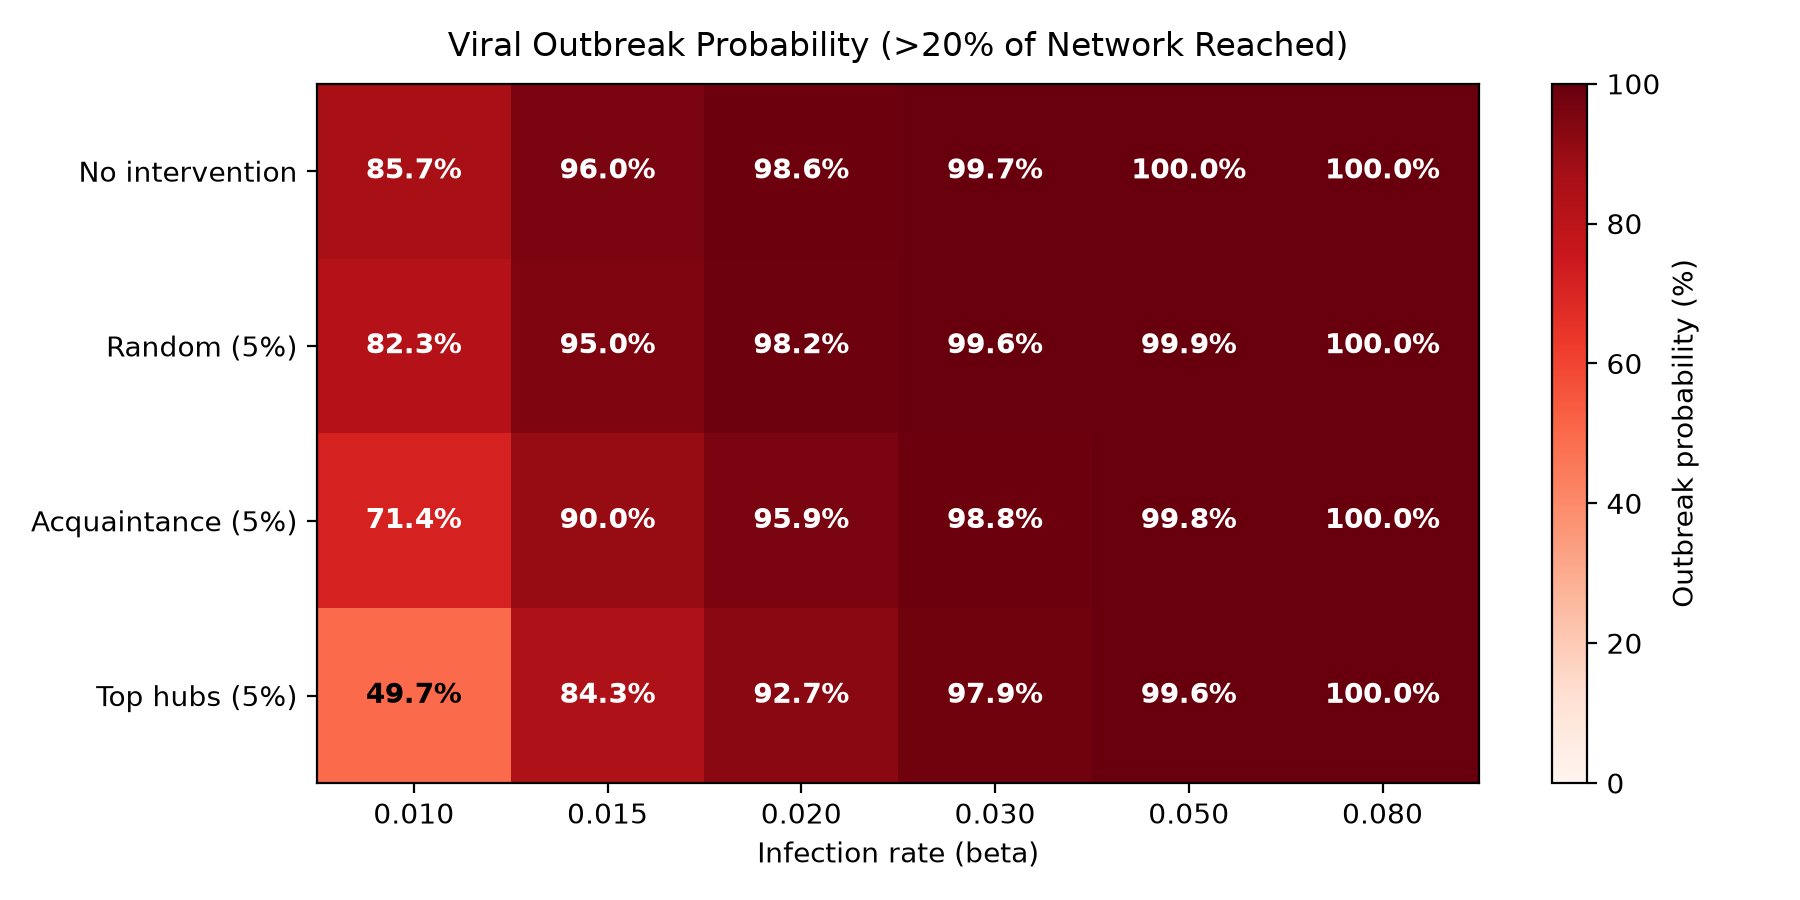 Viral Outbreak Probability (>20% of Network Reached)
No intervention 85.7% 96.0% 98.6% 99.7% 100.0% 100.0%
Random (5%) 82.3% 95.0% 98.2% 99.6% 99.9% 100.0%
Acquaintance (5%) 71.4% 90.0% 95.9% 98.8% 99.8% 100.0%
Top hubs (5%) 49.7% 84.3% 92.7% 97.9% 99.6% 100.0%
0.010 0.015 0.020 0.030 0.050 0.080
Infection rate (beta)
100
80
60
40
20
0
Outbreak probability (%)